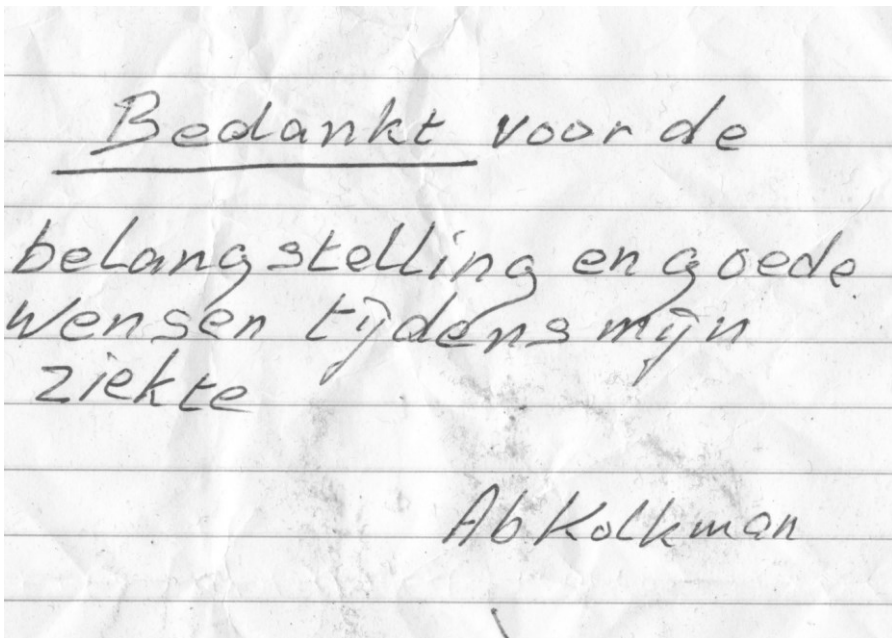 Bedankt voor de
belangstelling en goede
wensen tijdens mijn
ziekte
Ab Kolkman